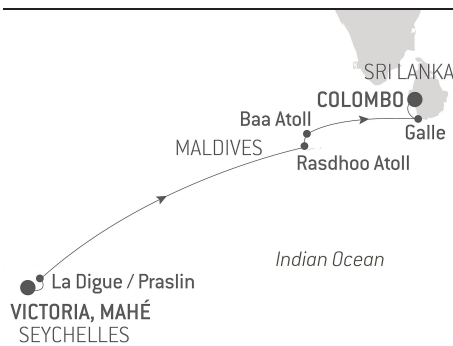 SRI LANKA
COLOMBO
Baa Atoll
Galle
MALDIVES
Rasdhoo Atoll
Indian Ocean
La Digue / Praslin
VICTORIA, MAHÉ
SEYCHELLES